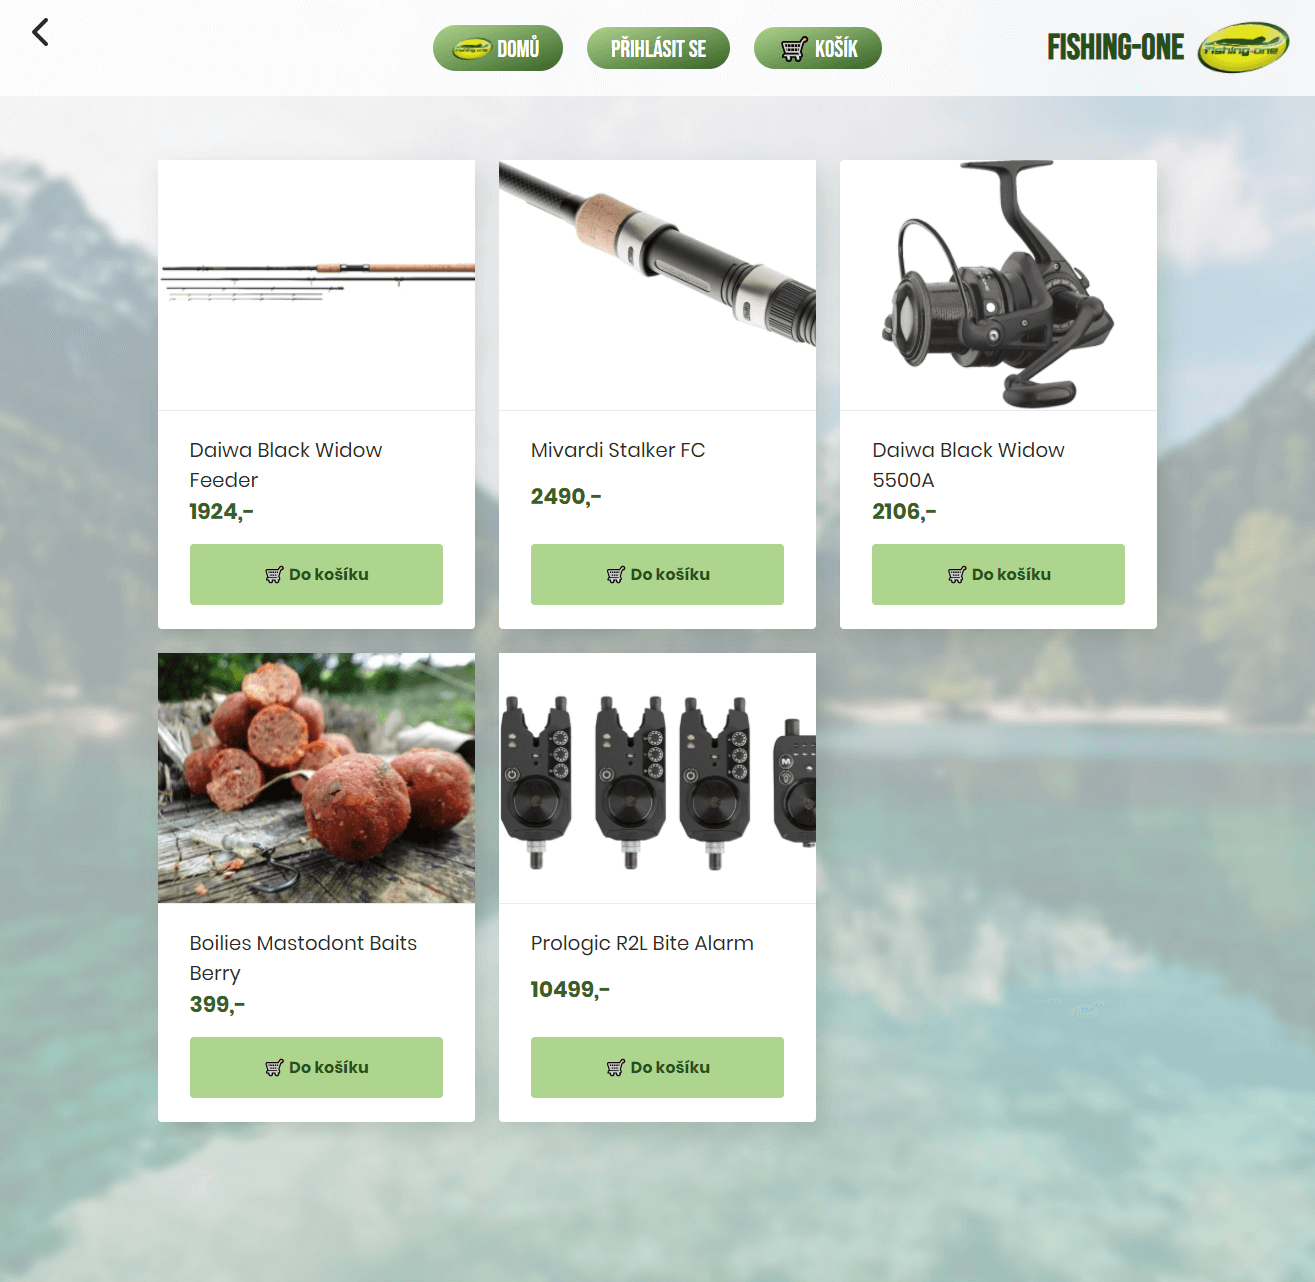 DOMŮ
PŘIHLÁSIT SE
KOŠÍK
FISHING-ONE
Fishing-one
Daiwa Black Widow
Feeder
1924,-
Do košíku
Mivardi Stalker FC
2490,-
Do košíku
Daiwa Black Widow
5500A
2106,-
Do košíku
Boilies Mastodont Baits
Berry
399,-
Do košíku
M
Prologic R2L Bite Alarm
10499,-
Do košíku